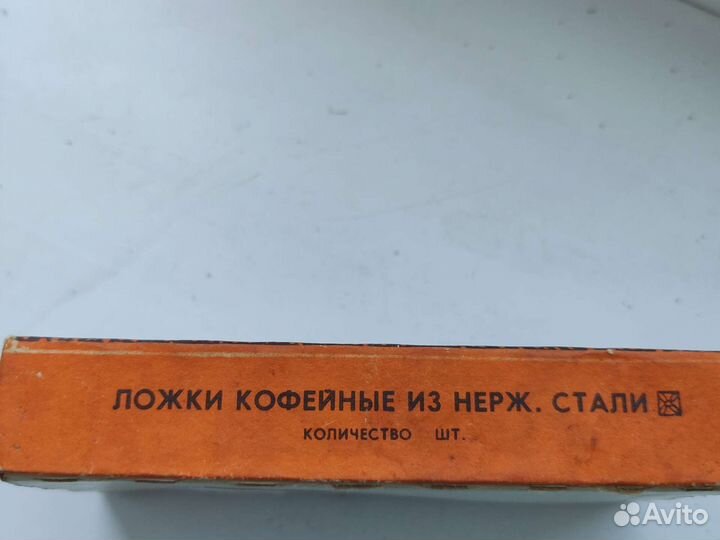 ЛОЖКИ КОФЕЙНЫЕ ИЗ НЕРЖ. СТАЛИ
КОЛИЧЕСТВО ШТ.
Avito